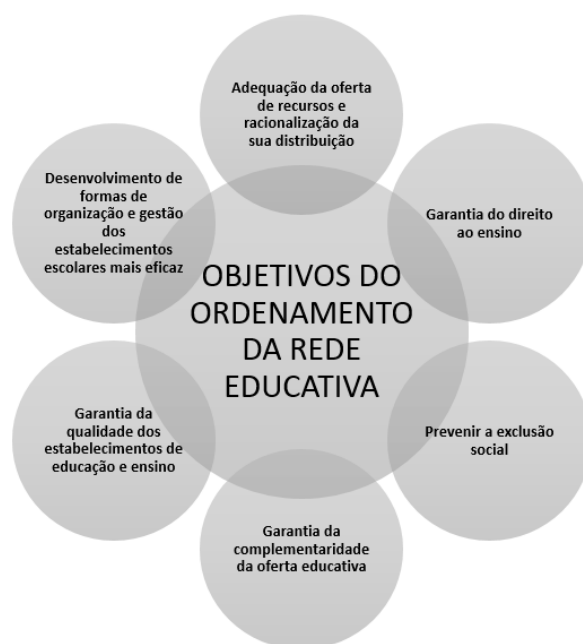 Adequação da oferta
de recursos e
racionalização da
sua distribuição
Garantia do direito
ao ensino
Prevenir a exclusão
social
Garantia da
complementaridade
da oferta educativa
Garantia da
qualidade dos
estabelecimentos de
educação e ensino
Desenvolvimento de
formas de
organização e gestão
dos
estabelecimentos
escolares mais eficaz
OBJETIVOS DO
ORDENAMENTO
DA REDE
EDUCATIVA